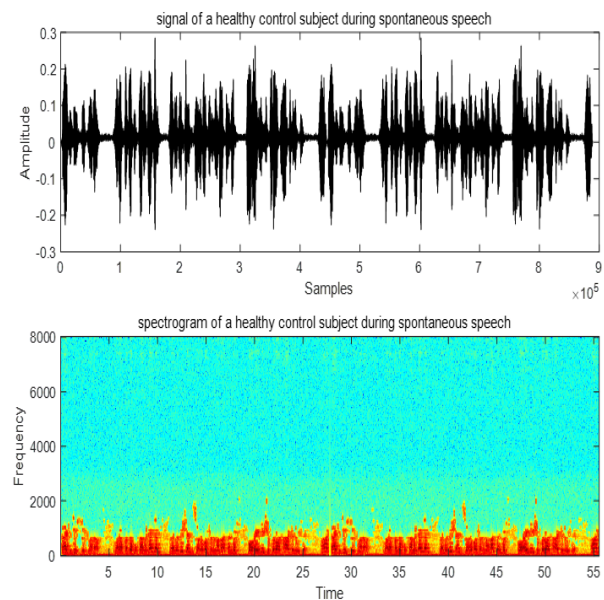 signal of a healthy control subject during spontaneous speech
0.3
0.2
0.1
0
-0.1
-0.2
-0.3
Amplitude
0 1 2 3 4 5 6 7 8 9
Samples
×10^5
spectrogram of a healthy control subject during spontaneous speech
8000
6000
4000
2000
0
Frequency
5 10 15 20 25 30 35 40 45 50 55
Time